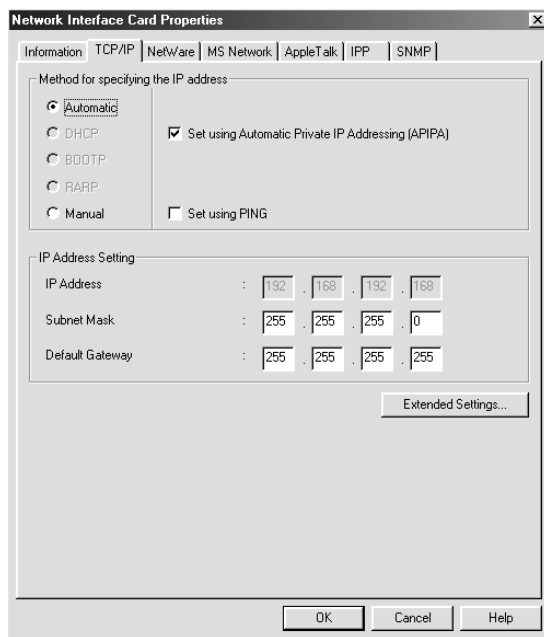 Network Interface Card Properties
Information TCP/IP NetWare MS Network AppleTalk IPP SNMP
Method for specifying the IP address
Automatic
DHCP Set using Automatic Private IP Addressing (APIPA)
BOOTP
RARP
Manual Set using PING
IP Address Setting
IP Address : 192 . 168 . 192 . 168
Subnet Mask : 255 . 255 . 255 . 0
Default Gateway : 255 . 255 . 255 . 255
Extended Settings...
OK Cancel Help